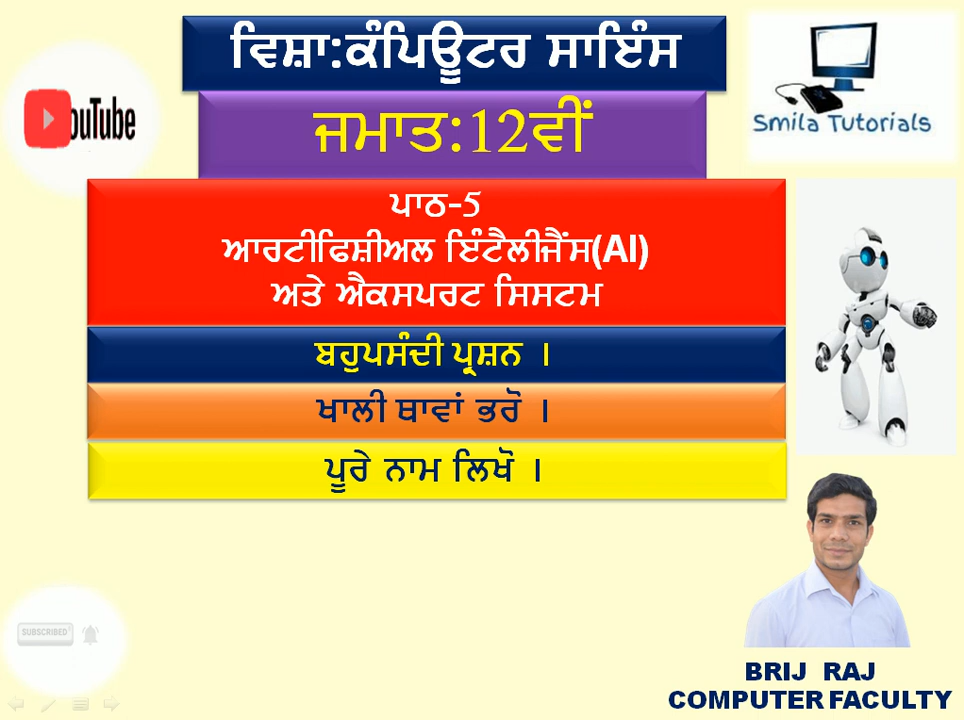 ਵਿਸ਼ਾ:ਕੰਪਿਊਟਰ ਸਾਇੰਸ
YouTube
Smila Tutorials
ਜਮਾਤ:12ਵੀਂ
ਪਾਠ-5
ਆਰਟੀਫਿਸ਼ੀਅਲ ਇੰਟੈਲੀਜੈਂਸ(AI)
ਅਤੇ ਐਕਸਪਰਟ ਸਿਸਟਮ
ਬਹੁਪਸੰਦੀ ਪ੍ਰਸ਼ਨ ।
ਖਾਲੀ ਥਾਵਾਂ ਭਰੋ ।
ਪੂਰੇ ਨਾਮ ਲਿਖੋ ।
SUBSCRIBED
BRIJ RAJ
COMPUTER FACULTY